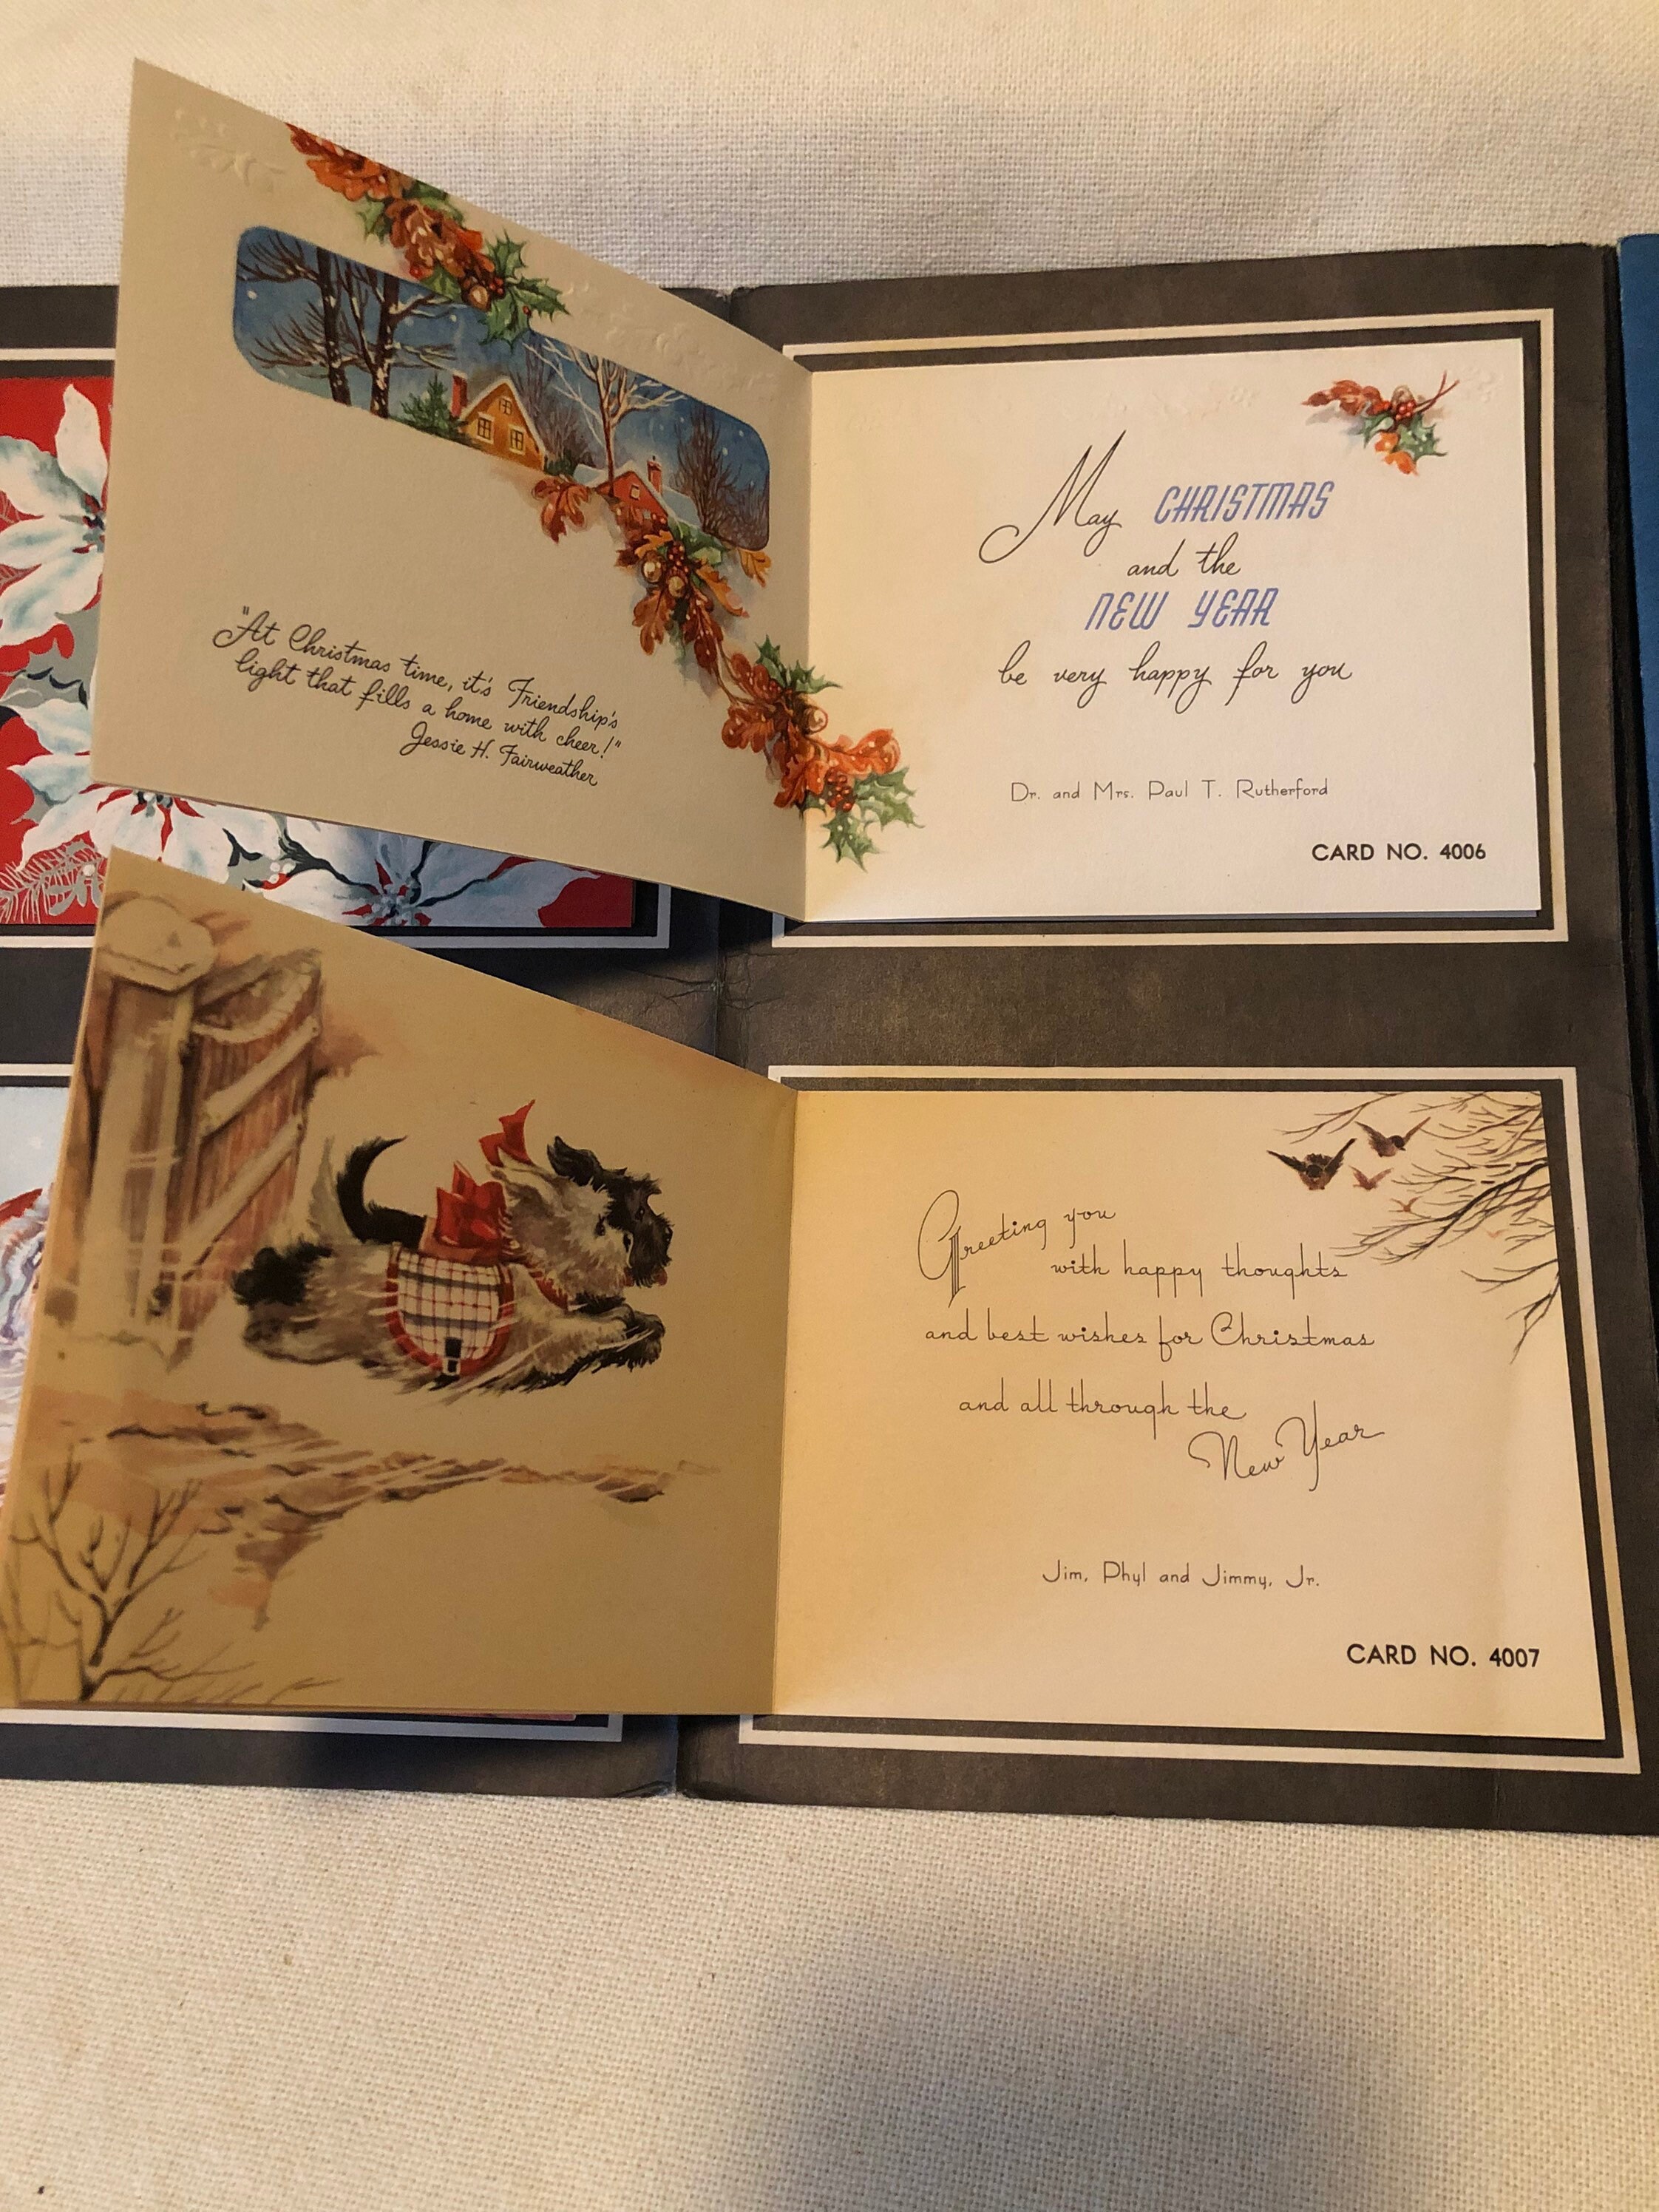 "At Christmas time, it's Friendship's
light that fills a home with cheer!"
Jessie H. Fairweather
May CHRISTMAS
and the
NEW YEAR
be very happy for you
Dr. and Mrs. Paul T. Rutherford
CARD NO. 4006
Greeting you
with happy thoughts
and best wishes for Christmas
and all through the
New Year
Jim, Phyl and Jimmy, Jr.
CARD NO. 4007